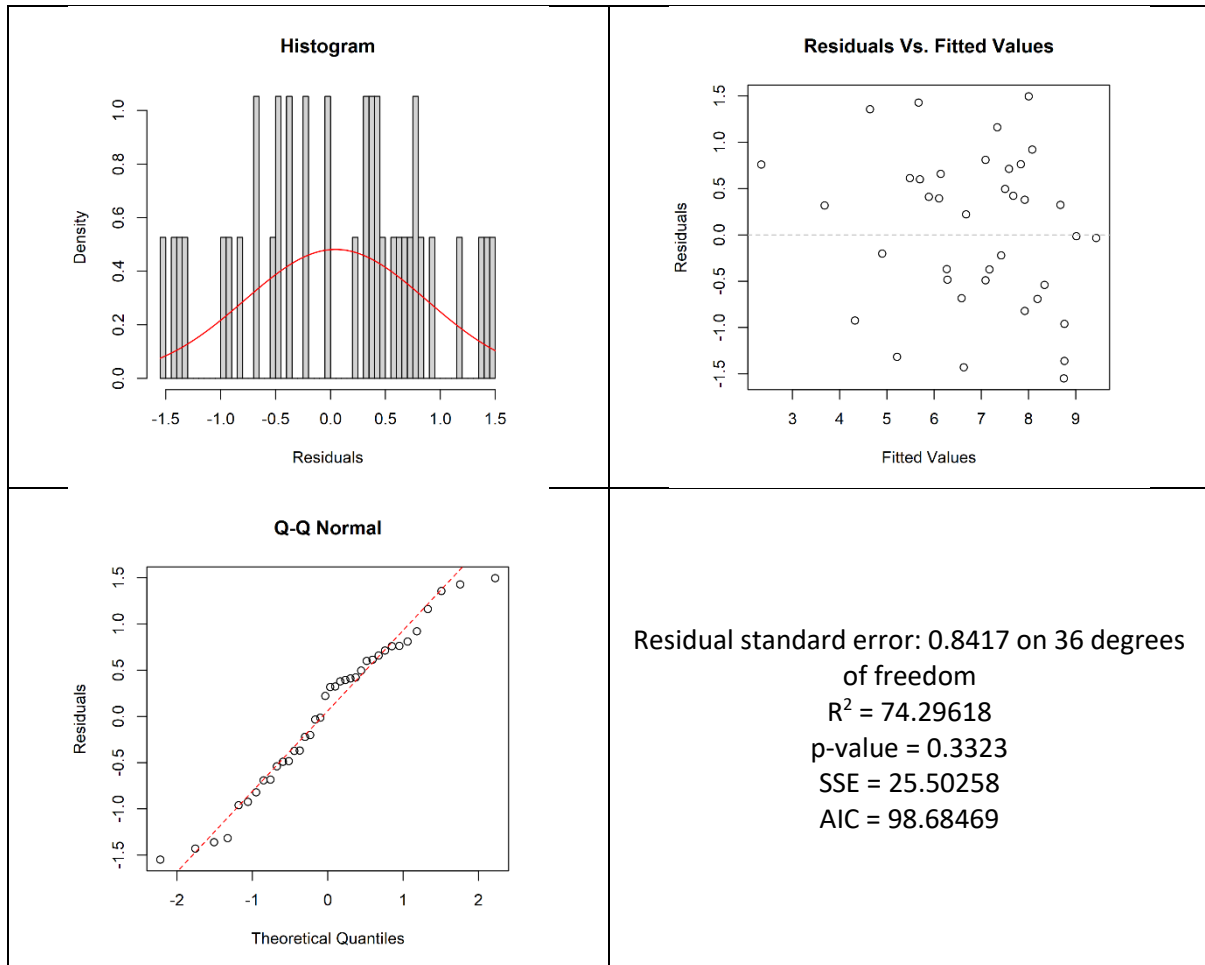 Histogram
Density
0.0 0.2 0.4 0.6 0.8 1.0
-1.5 -1.0 -0.5 0.0 0.5 1.0 1.5
Residuals
Residuals Vs. Fitted Values
Residuals
-1.5 -1.0 -0.5 0.0 0.5 1.0 1.5
3 4 5 6 7 8 9
Fitted Values
Q-Q Normal
Residuals
-1.5 -1.0 -0.5 0.0 0.5 1.0 1.5
-2 -1 0 1 2
Theoretical Quantiles
Residual standard error: 0.8417 on 36 degrees
of freedom
R² = 74.29618
p-value = 0.3323
SSE = 25.50258
AIC = 98.68469